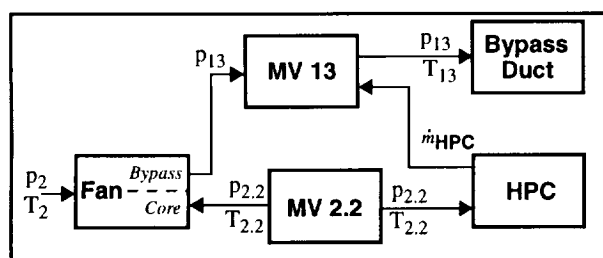 p13
MV 13
p13
T13
Bypass
Duct
ṁHPC
p2
T2
Fan
Bypass
Core
p2.2
T2.2
MV 2.2
p2.2
T2.2
HPC